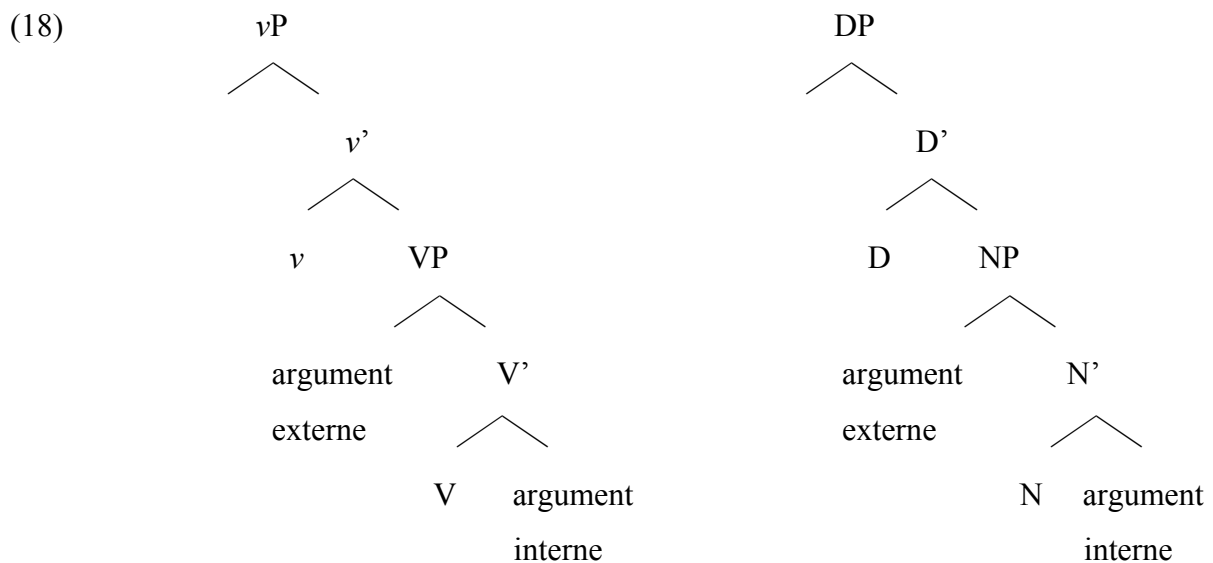 (18) vP DP
v’ D’
v VP D NP
argument V’ argument N’
externe externe
V argument N argument
interne interne